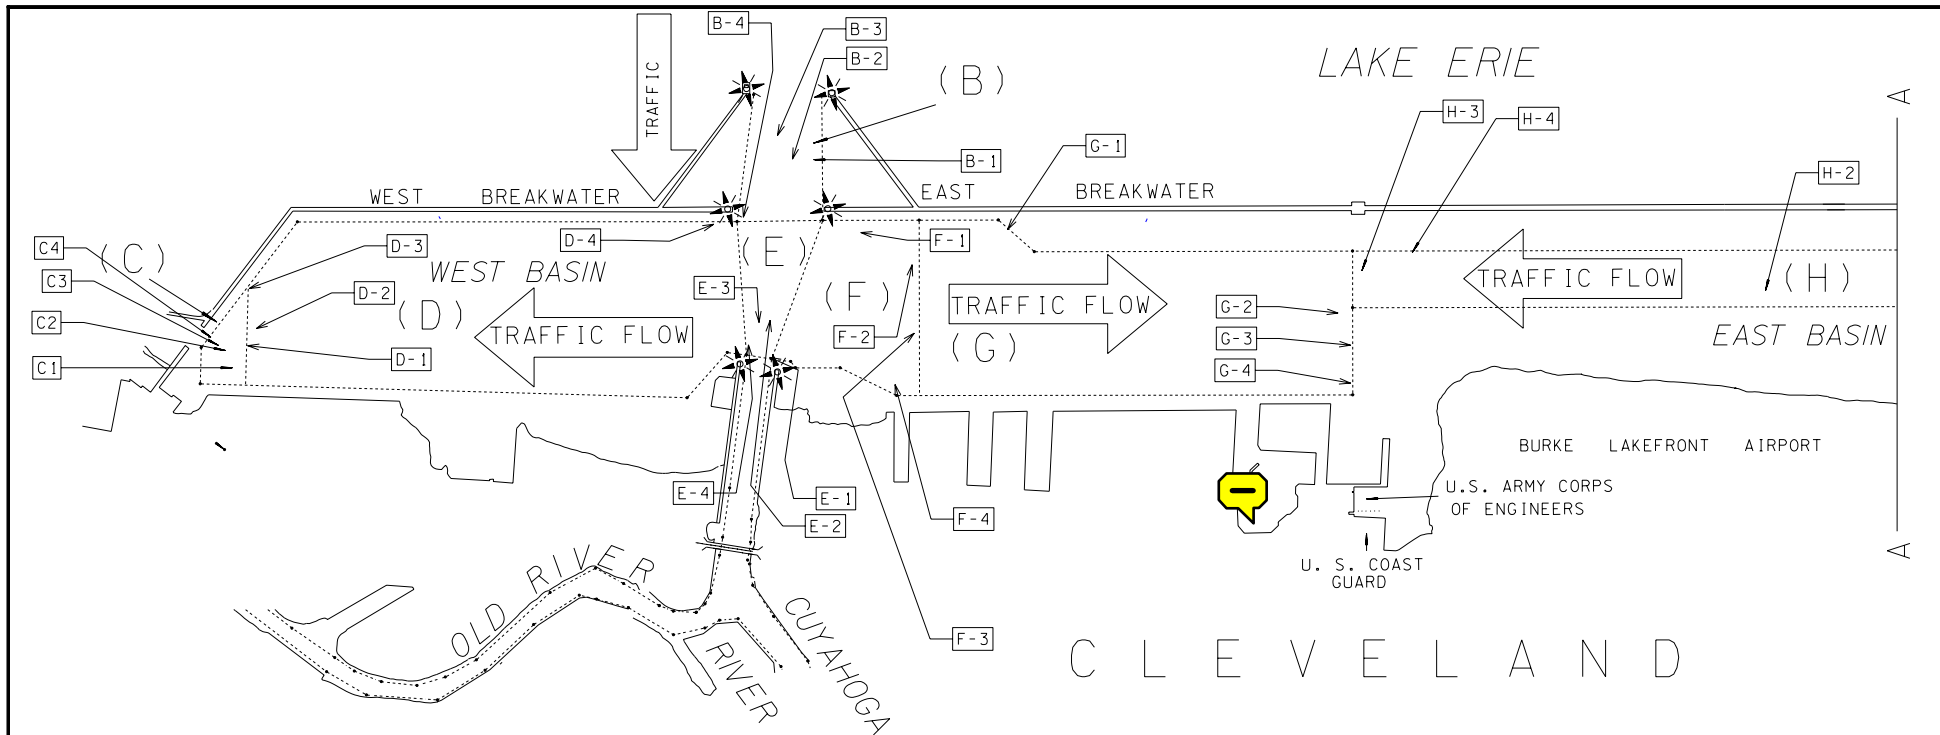 B-4
B-3
B-2
(B)
LAKE ERIE
TRAFFIC
H-3
H-4
A
B-1
G-1
H-2
WEST BREAKWATER
EAST BREAKWATER
C4
(C)
D-3
D-4
(E)
F-1
C3
WEST BASIN
D-2
E-3
(F)
TRAFFIC FLOW
TRAFFIC FLOW
(H)
C2
(D)
TRAFFIC FLOW
F-2
(G)
G-2
G-3
EAST BASIN
C1
D-1
G-4
BURKE LAKEFRONT AIRPORT
E-4
E-1
E-2
F-4
U.S. ARMY CORPS
OF ENGINEERS
U. S. COAST
GUARD
A
OLD RIVER
CUYAHOGA
RIVER
F-3
CLEVELAND